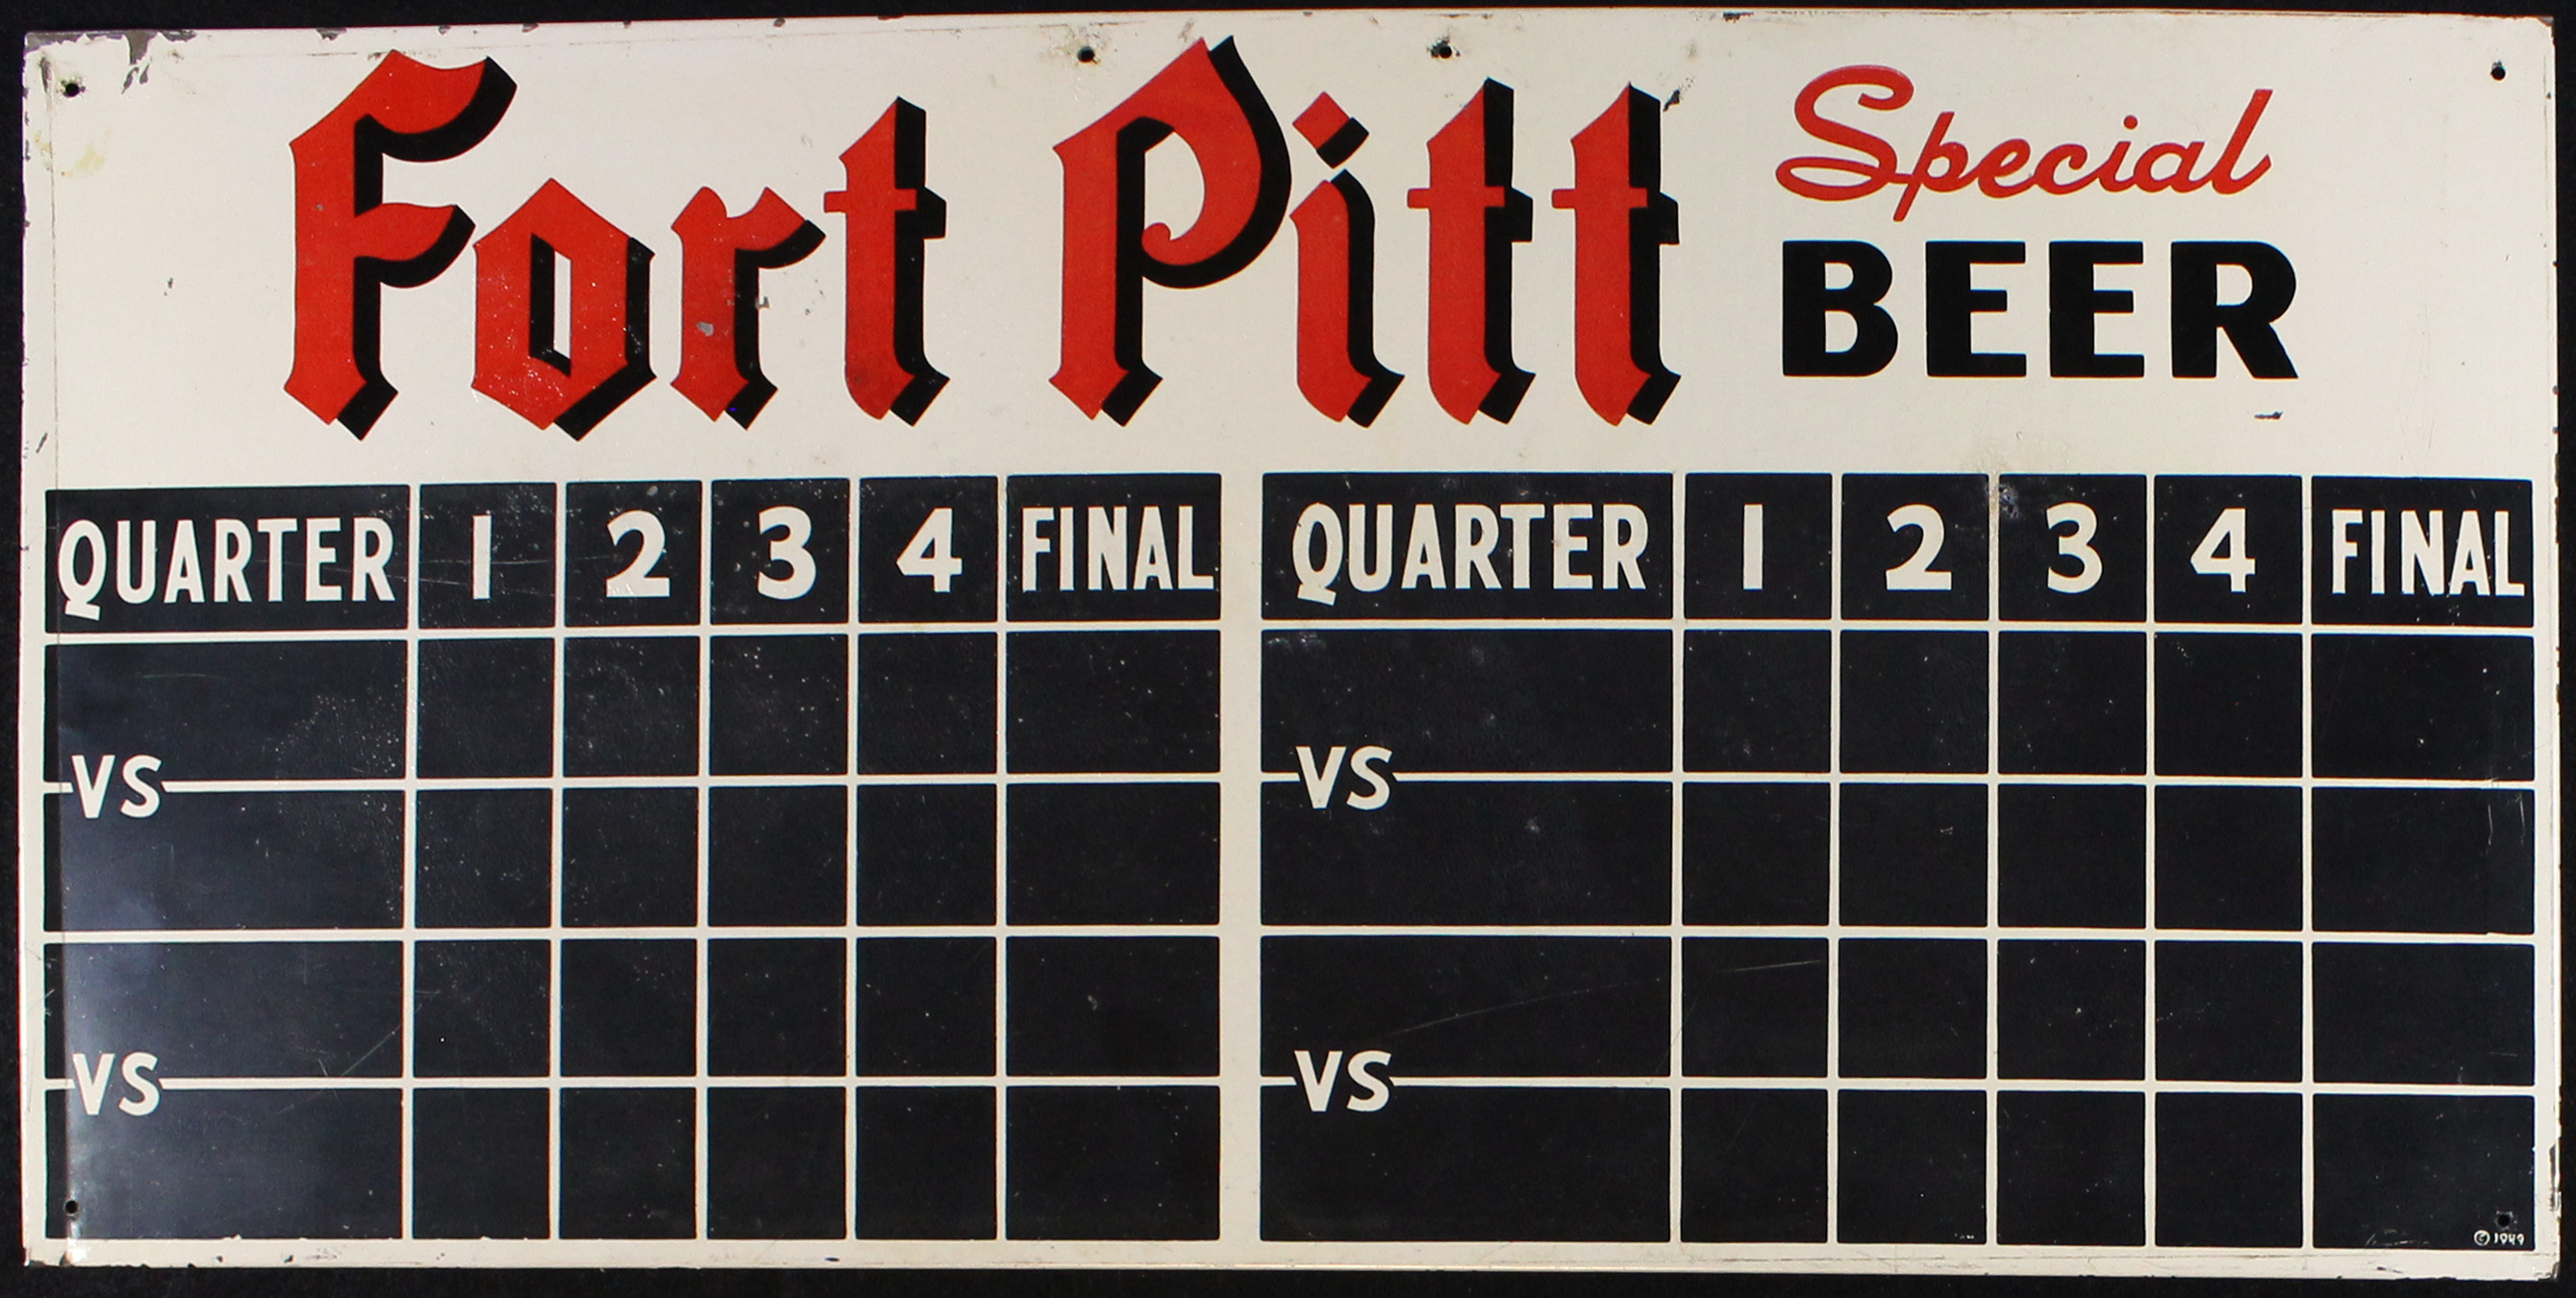 Fort Pitt Special
BEER
QUARTER 1 2 3 4 FINAL QUARTER 1 2 3 4 FINAL
VS VS
VS VS
© 1949